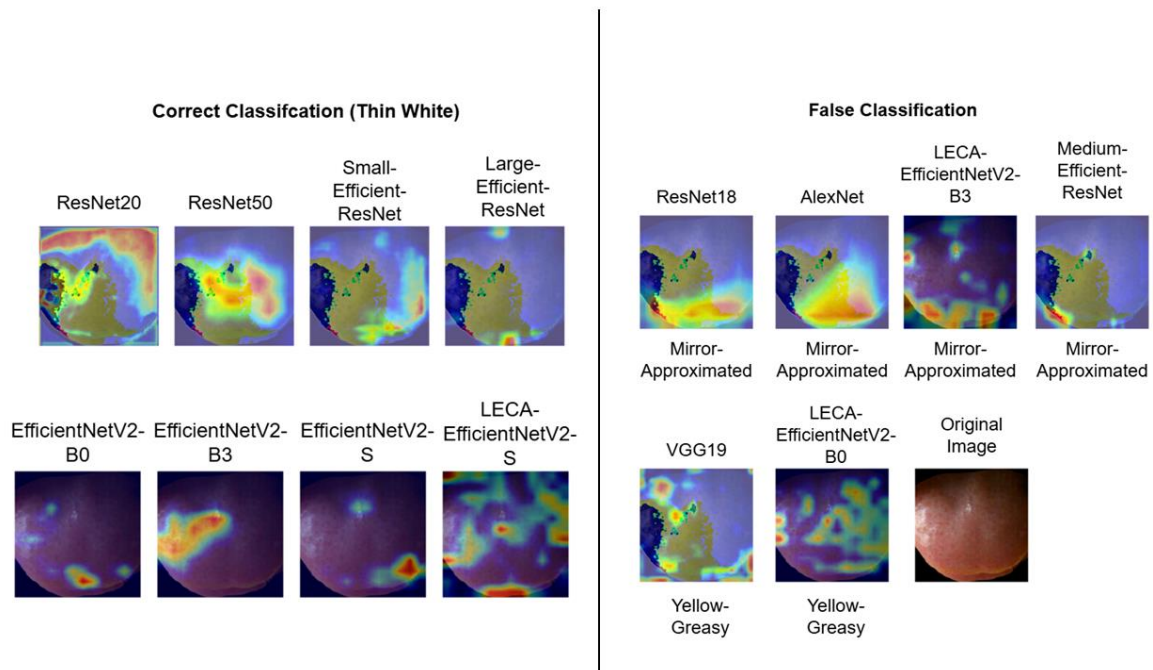 Correct Classifcation (Thin White)
ResNet20
ResNet50
Small-
Efficient-
ResNet
Large-
Efficient-
ResNet
EfficientNetV2-
B0
EfficientNetV2-
B3
EfficientNetV2-
S
LECA-
EfficientNetV2-
S
False Classification
ResNet18
AlexNet
LECA-
EfficientNetV2-
B3
Medium-
Efficient-
ResNet
Mirror-
Approximated
Mirror-
Approximated
Mirror-
Approximated
Mirror-
Approximated
VGG19
LECA-
EfficientNetV2-
B0
Original
Image
Yellow-
Greasy
Yellow-
Greasy